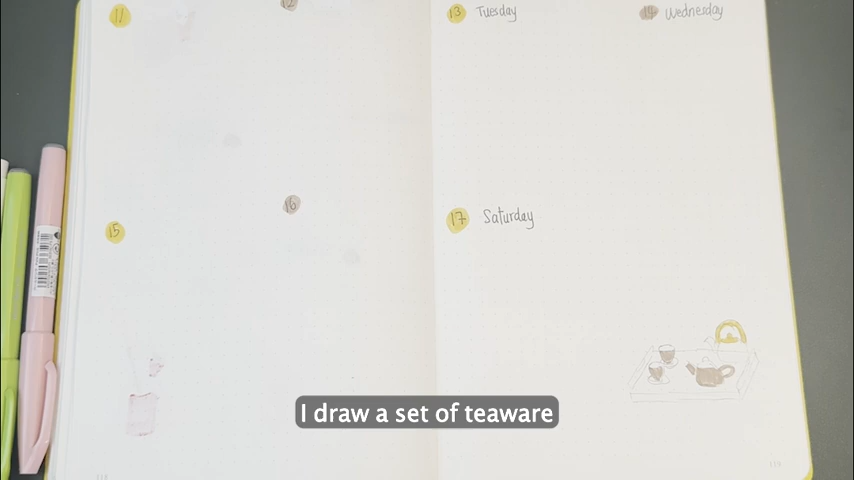 11
12
13 Tuesday
14 Wednesday
15
16
17 Saturday
I draw a set of teaware